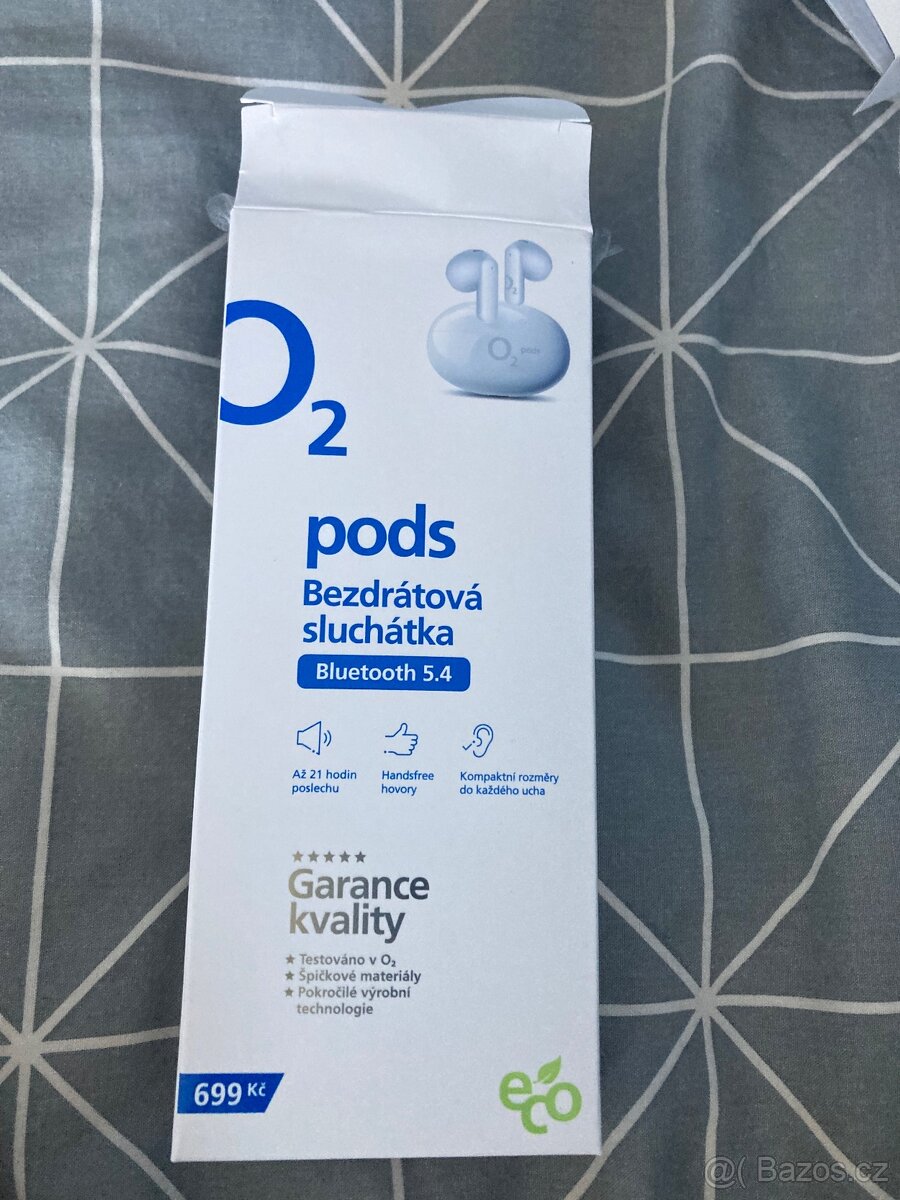 O2
pods
O2 pods
Bezdrátová
sluchátka
Bluetooth 5.4
Až 21 hodin
poslechu
Handsfree
hovory
Kompaktní rozměry
do každého ucha
Garance
kvality
★ Testováno v O₂
★ Špičkové materiály
★ Pokročilé výrobní
technologie
699 Kč
eco
@( Bazos.cz